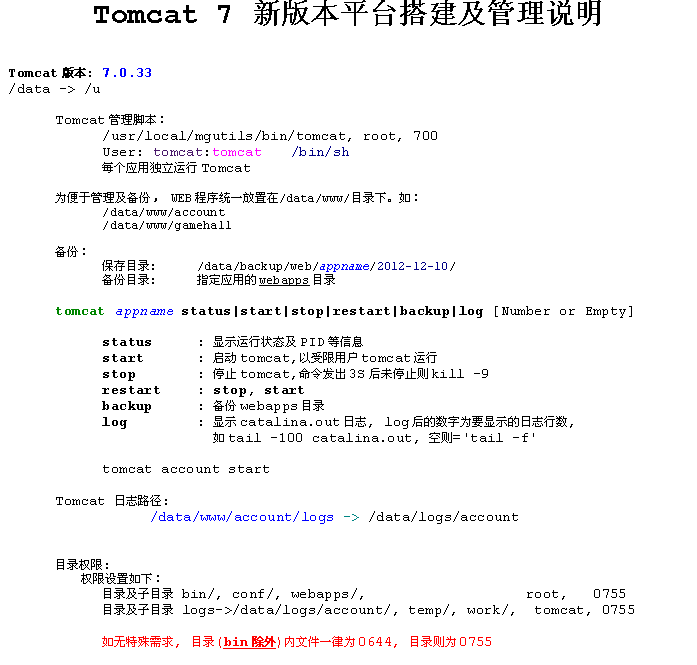 Tomcat 7 新版本平台搭建及管理说明
Tomcat 版本: 7.0.33
/data -> /u
Tomcat 管理脚本:
/usr/local/mgutils/bin/tomcat, root, 700
User: tomcat:tomcat /bin/sh
每个应用独立运行 Tomcat
为便于管理及备份, WEB 程序统一放置在/data/www/目录下。如:
/data/www/account
/data/www/gamehall
备份:
保存目录: /data/backup/web/appname/2012-12-10/
备份目录: 指定应用的 webapps 目录
tomcat appname status|start|stop|restart|backup|log [Number or Empty]
status : 显示运行状态及 PID 等信息
start : 启动 tomcat,以受限用户 tomcat 运行
stop : 停止 tomcat,命令发出 3S 后未停止则 kill -9
restart : stop, start
backup : 备份 webapps 目录
log : 显示 catalina.out 日志, log 后的数字为要显示的日志行数,
如 tail -100 catalina.out, 空则='tail -f'
tomcat account start
Tomcat 日志路径:
/data/www/account/logs -> /data/logs/account
目录权限:
权限设置如下:
目录及子目录 bin/, conf/, webapps/, root, 0755
目录及子目录 logs->/data/logs/account/, temp/, work/, tomcat, 0755
如无特殊需求, 目录(bin 除外)内文件一律为 0644, 目录则为 0755